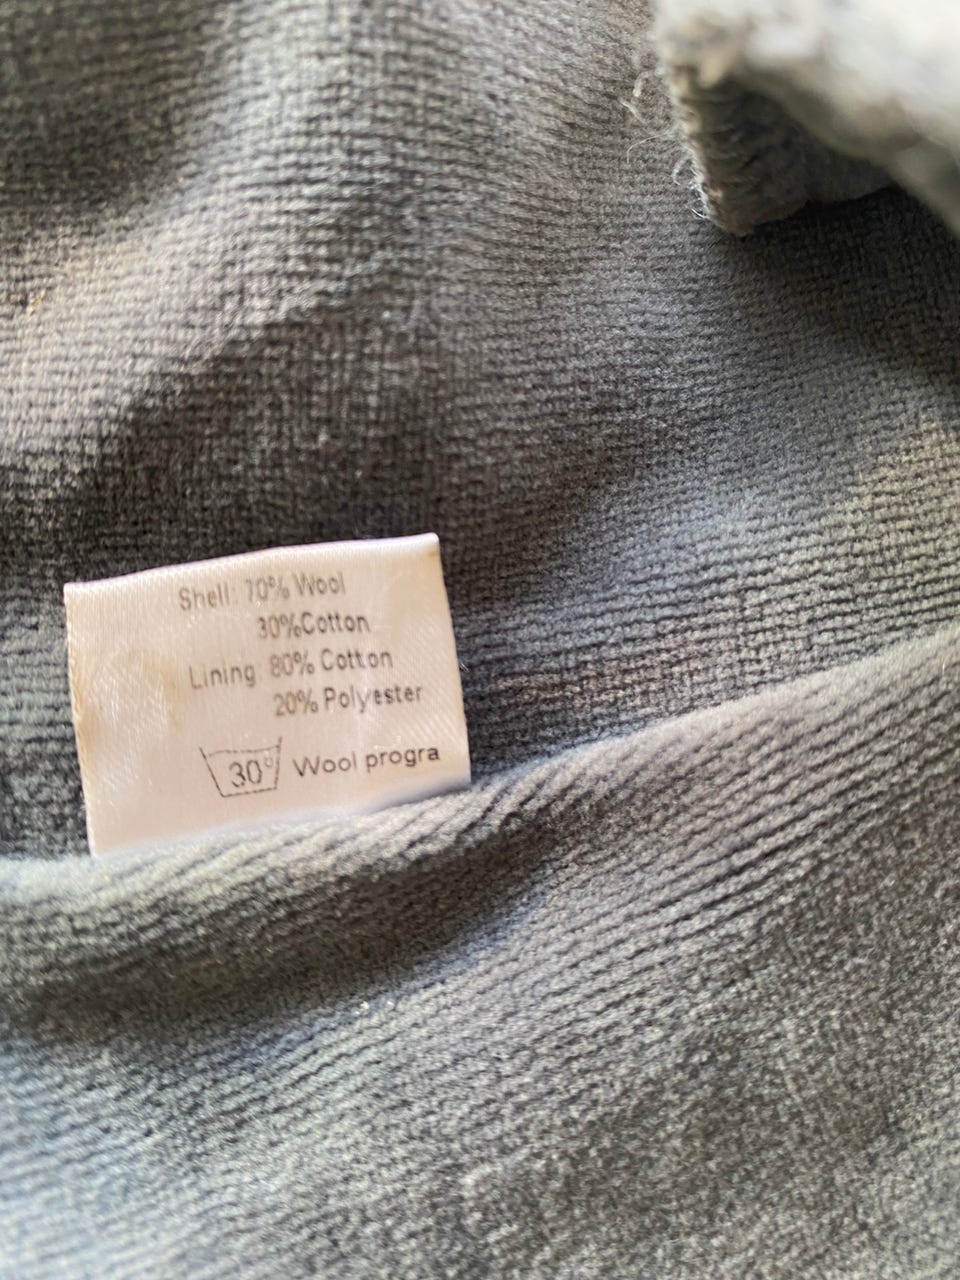 Shell: 70% Wool
30%Cotton
Lining 80% Cotton
20% Polyester
30° Wool progra